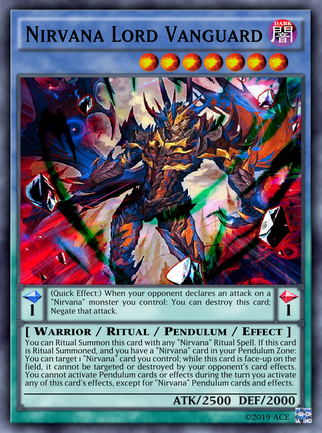 Nirvana Lord Vanguard
DARK
闇
(Quick Effect:) When your opponent declares an attack on a
"Nirvana" monster you control: You can destroy this card;
Negate that attack.
1
1
[ Warrior / Ritual / Pendulum / Effect ]
You can Ritual Summon this card with any "Nirvana" Ritual Spell. If this card
is Ritual Summoned, and you have a "Nirvana" card in your Pendulum Zone:
You can target 1 "Nirvana" card you control; while this card is face-up on the
field, it cannot be targeted or destroyed by your opponent's card effects.
You cannot activate Pendulum cards or effects during the turn you activate
any of this card's effects, except for "Nirvana" Pendulum cards and effects.
ATK/2500 DEF/2000
©2019 ACE